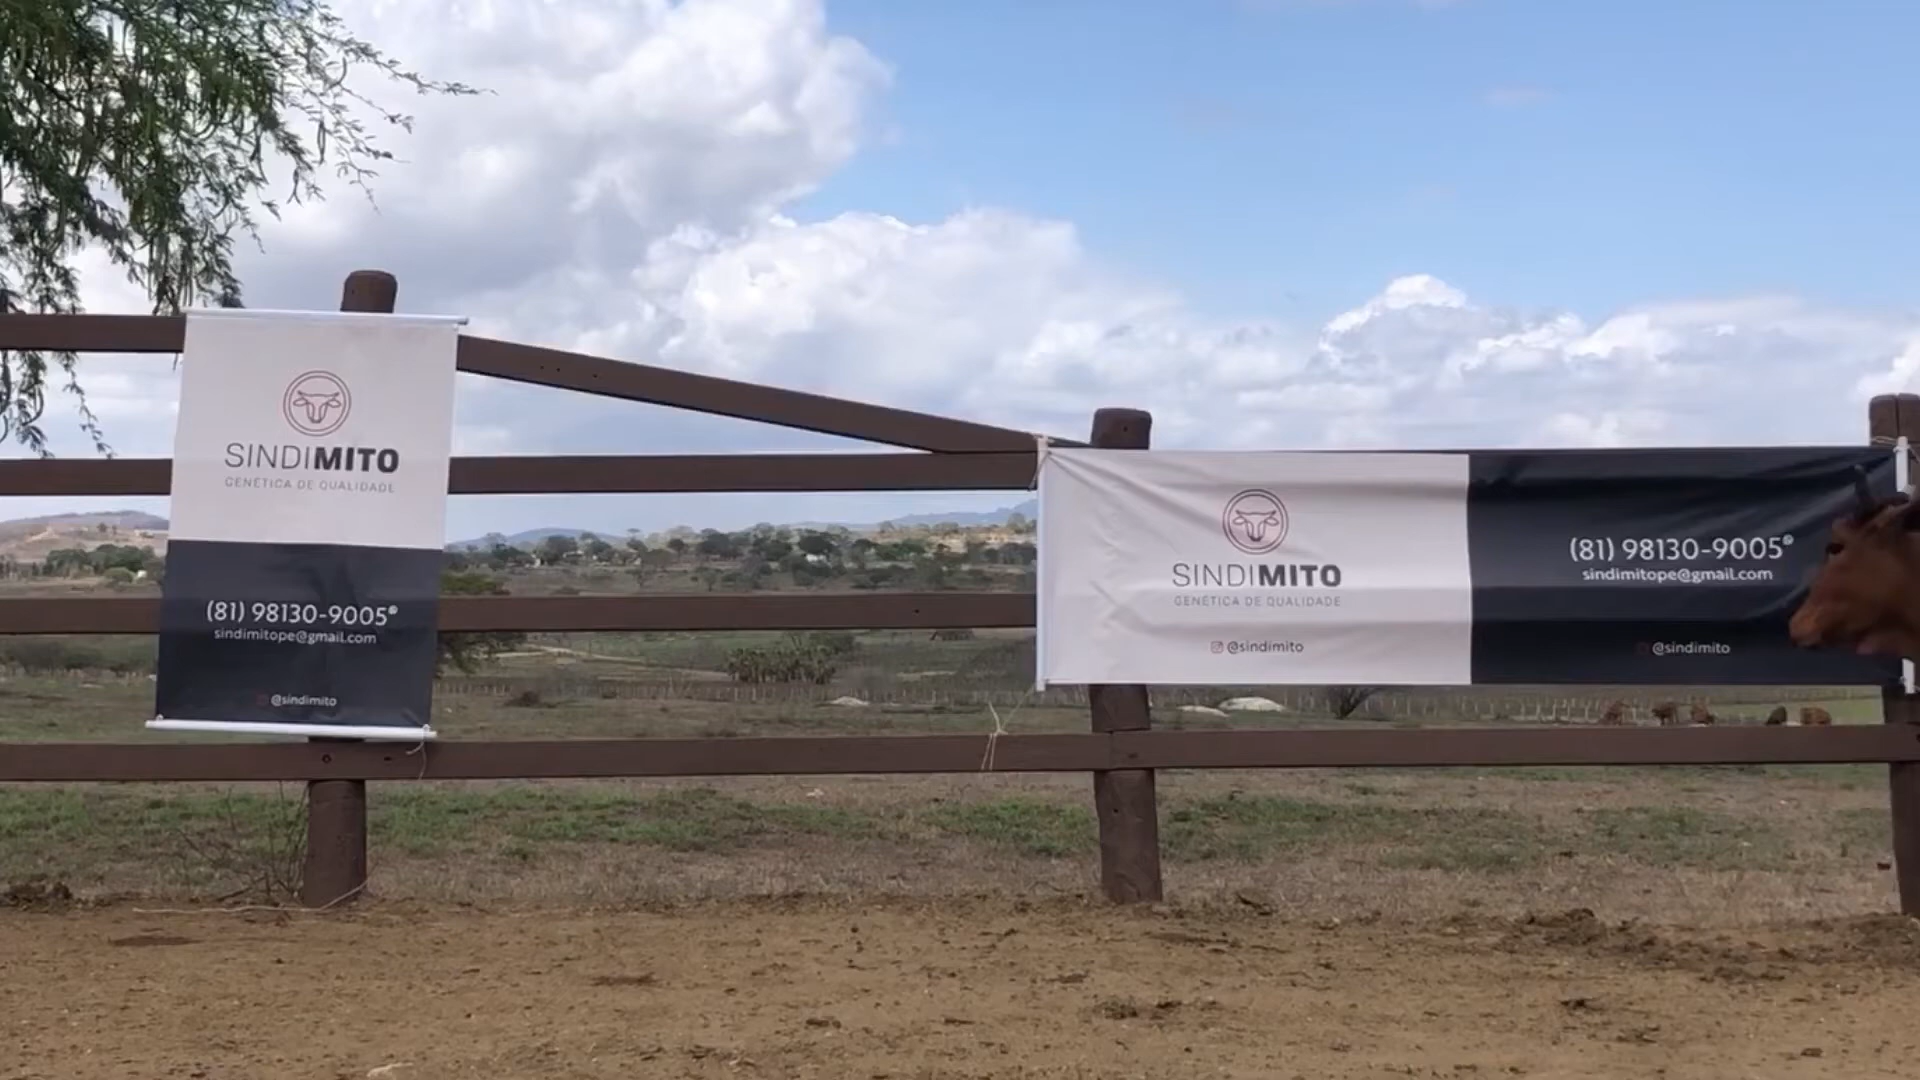 SINDIMITO
GENÉTICA DE QUALIDADE
(81) 98130-9005
sindimitope@gmail.com
@sindimito
SINDIMITO
GENÉTICA DE QUALIDADE
@sindimito
(81) 98130-9005
sindimitope@gmail.com
@sindimito